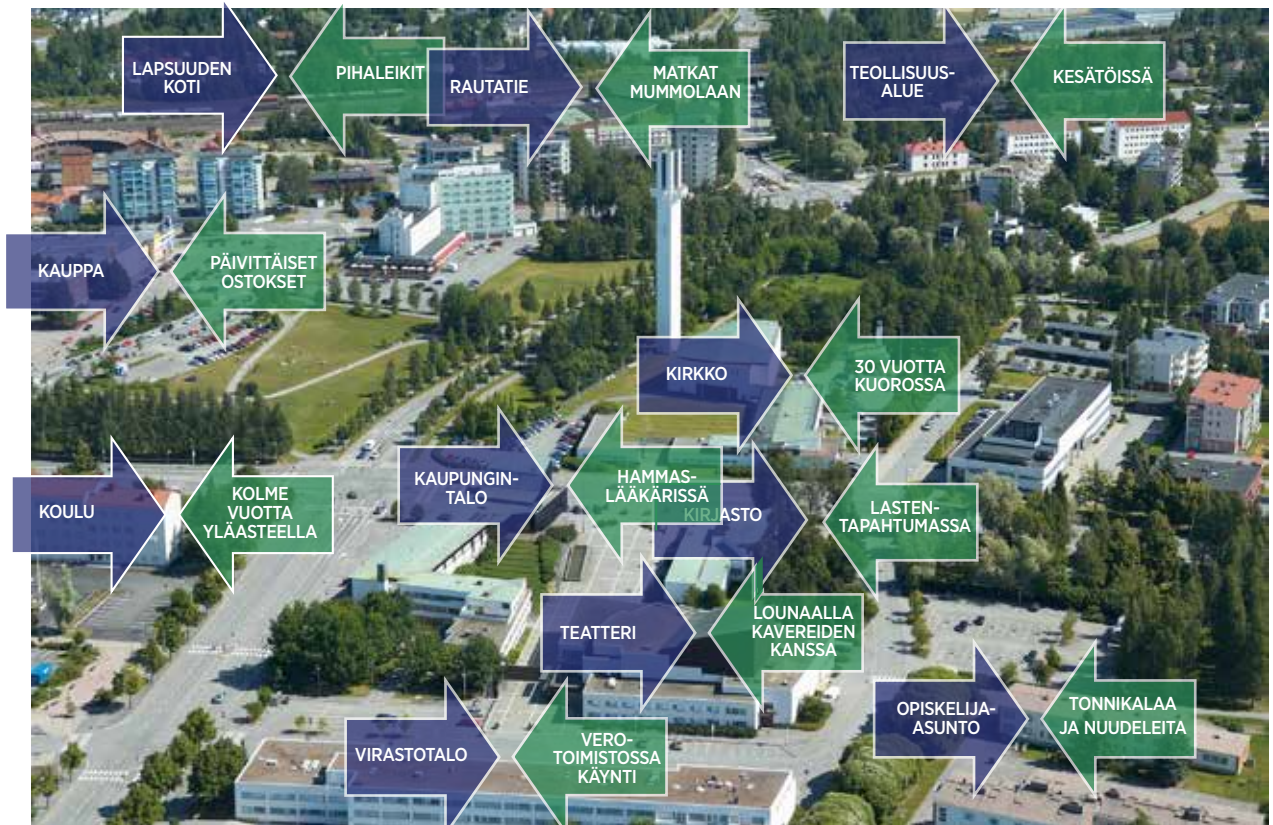 LAPSUUDEN
KOTI
PIHALEIKIT
RAUTATIE
MATKAT
MUMMOLAAN
TEOLLISUUS-
ALUE
KESÄTÖISSÄ
KAUPPA
PÄIVITTÄISET
OSTOKSET
KIRKKO
30 VUOTTA
KUOROSSA
KOULU
KOLME
VUOTTA
YLÄASTEELLA
KAUPUNGIN-
TALO
HAMMAS-
LÄÄKÄRISSÄ
KIRJASTO
LASTEN-
TAPAHTUMASSA
TEATTERI
LOUNAALLA
KAVEREIDEN
KANSSA
VIRASTOTALO
VERO-
TOIMISTOSSA
KÄYNTI
OPISKELIJA-
ASUNTO
TONNIKALAA
JA NUUDELEITA